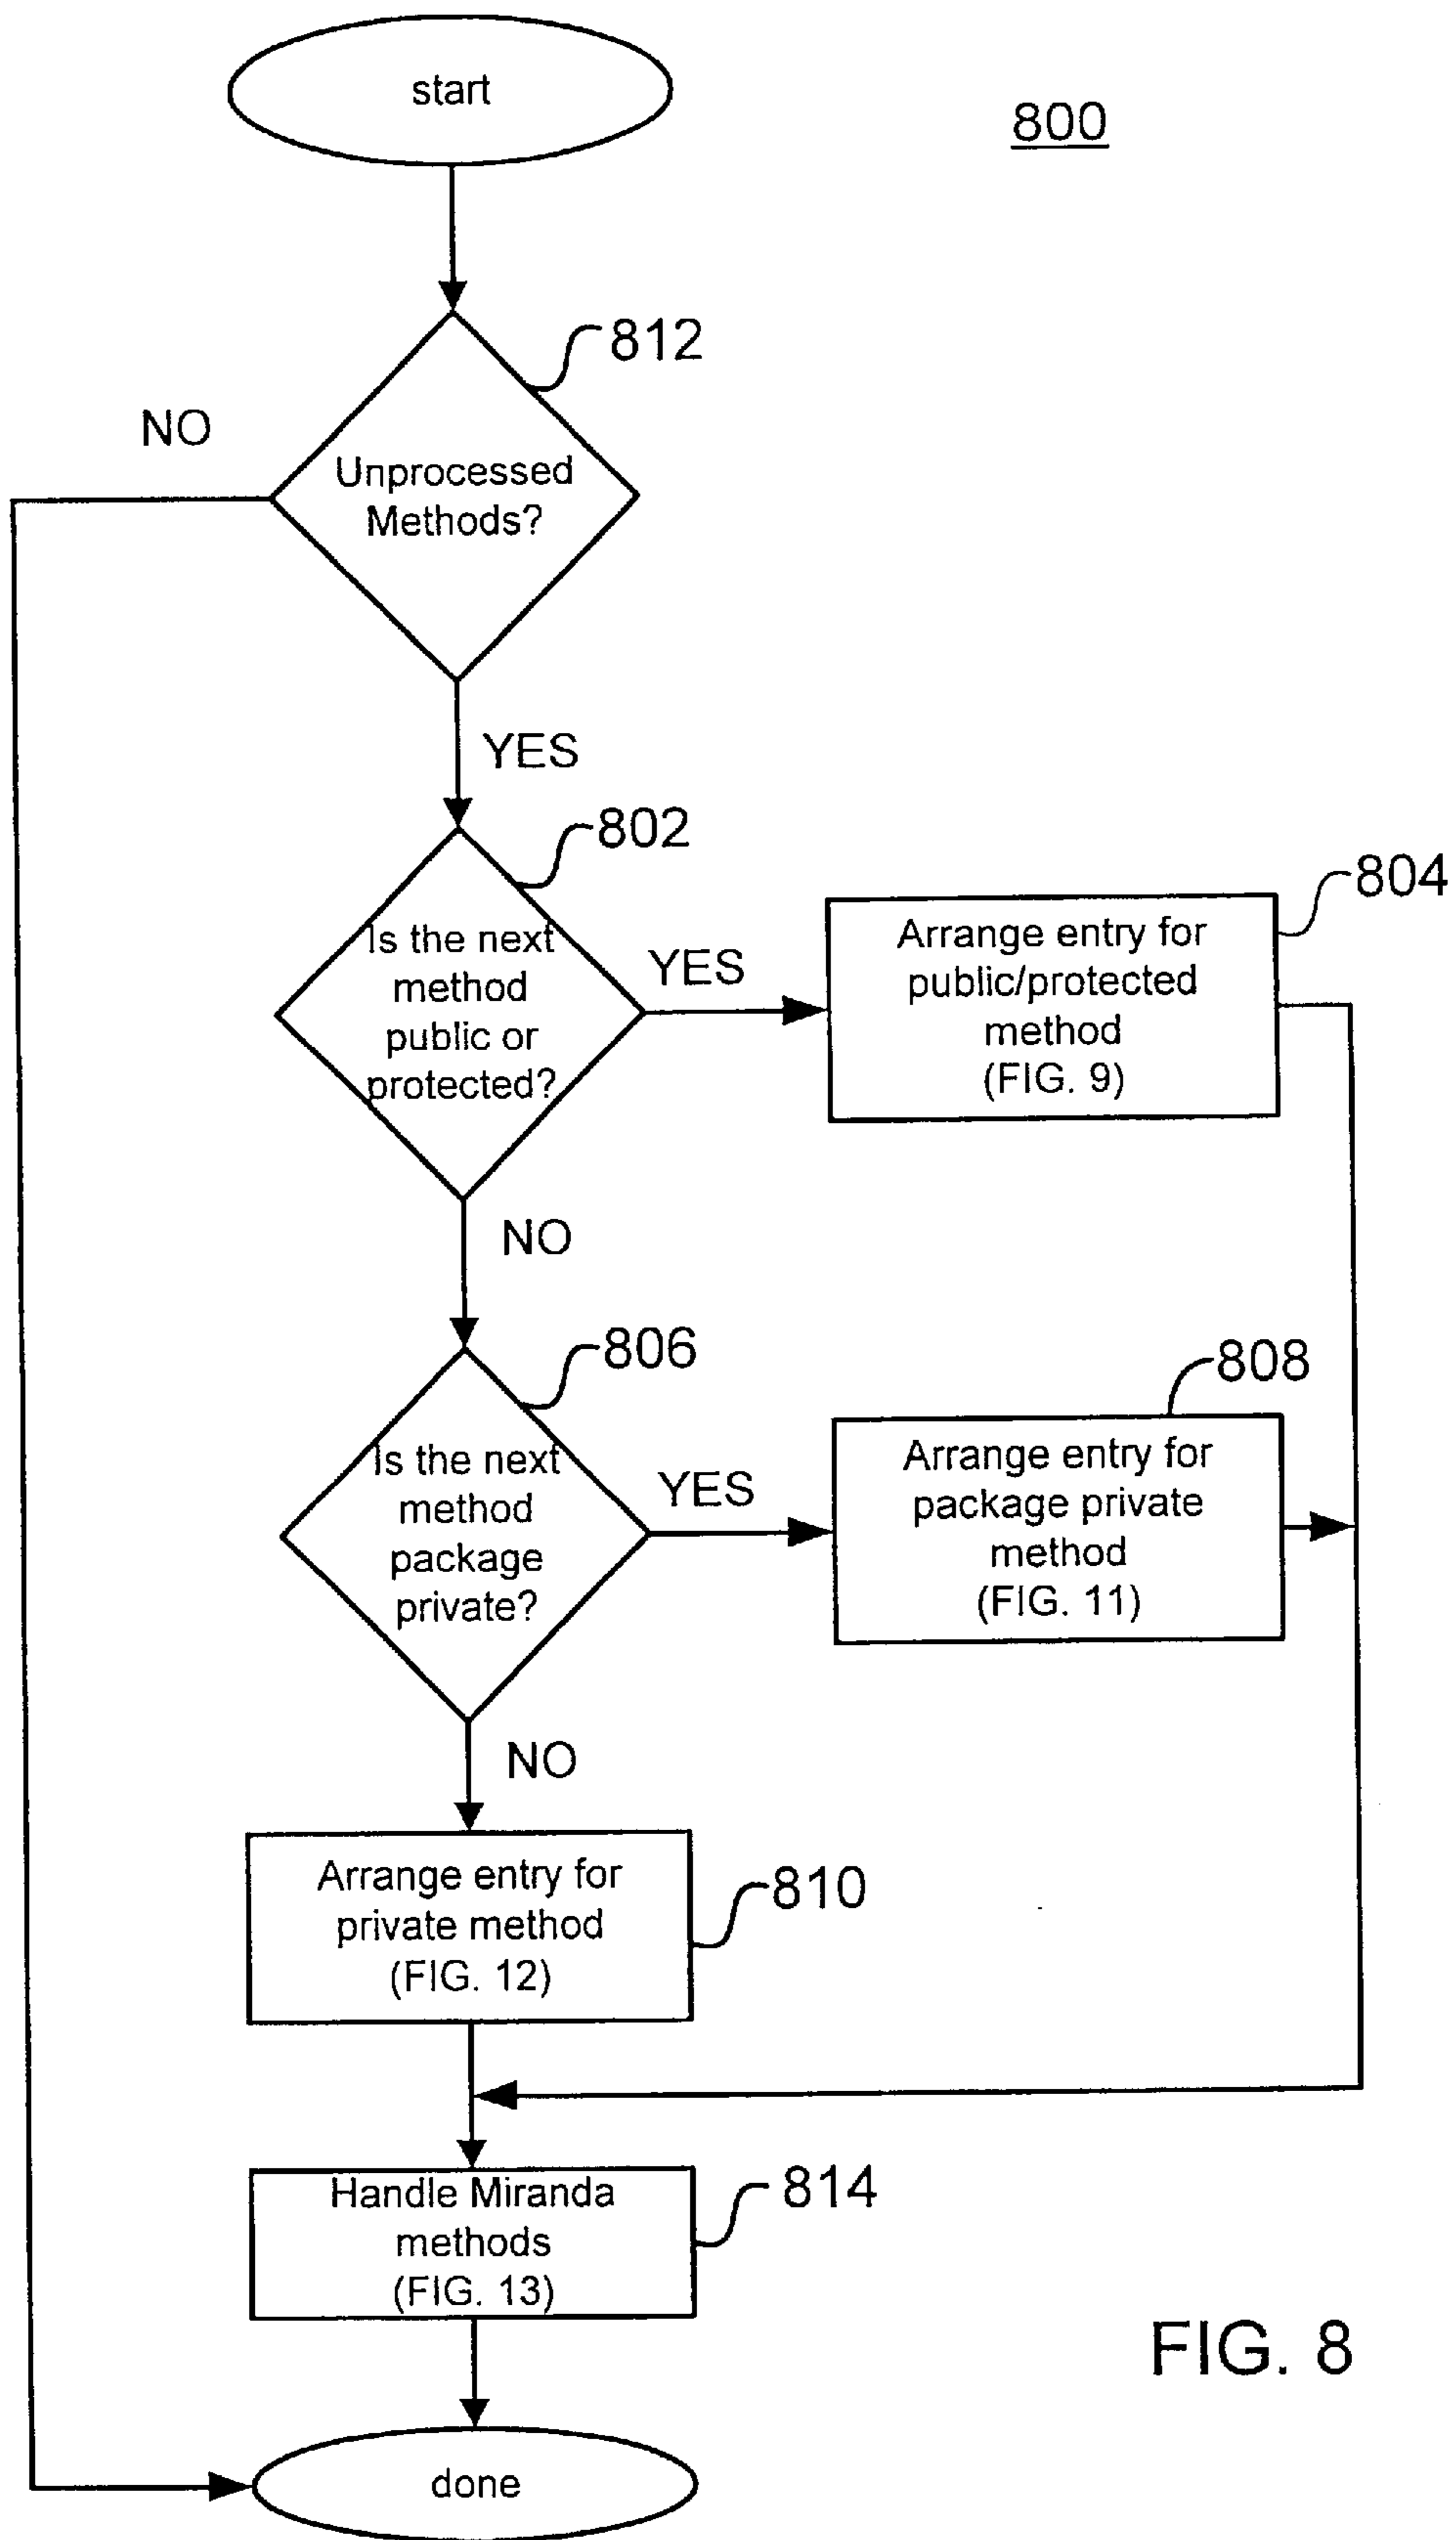 start
800
812
NO
Unprocessed
Methods?
YES
802
Is the next
method
public or
protected?
YES
804
Arrange entry for
public/protected
method
(FIG. 9)
NO
806
Is the next
method
package
private?
YES
808
Arrange entry for
package private
method
(FIG. 11)
NO
Arrange entry for
private method
(FIG. 12)
810
Handle Miranda
methods
(FIG. 13)
814
FIG. 8
done